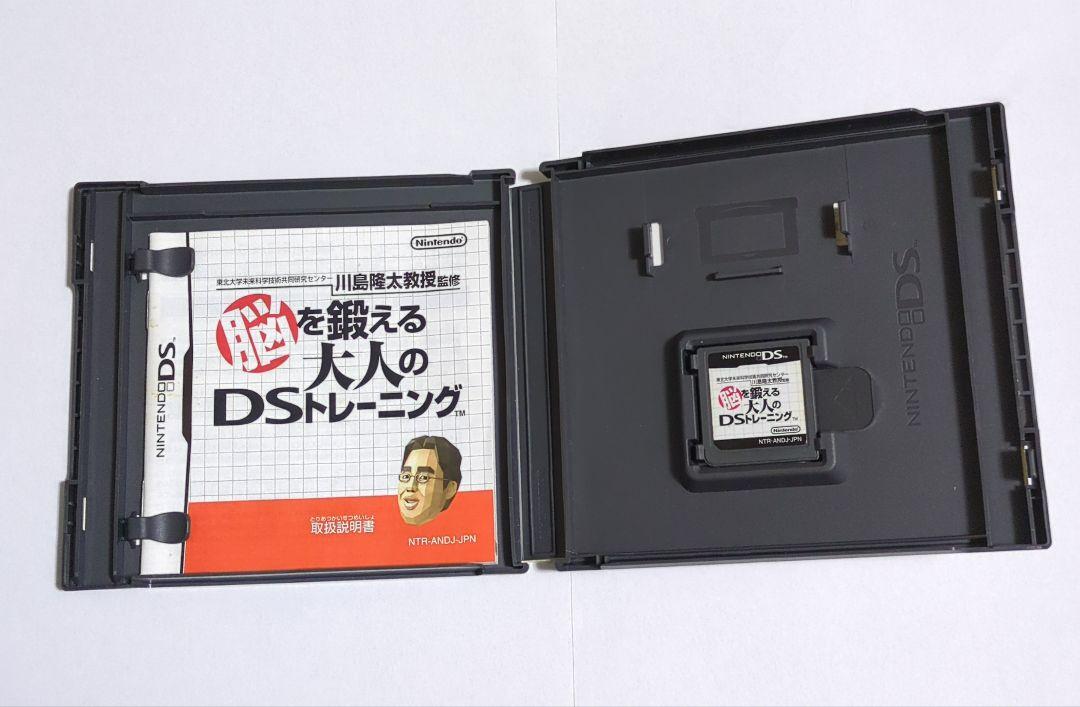 Nintendo
東北大学未来科学技術共同研究センター
川島隆太教授監修
脳を鍛える
大人の
DSトレーニング™
とりあつかいせつめいしょ
取扱説明書
NTR-ANDJ-JPN
NINTENDO DS™
NINTENDO DS™
東北大学未来科学技術共同研究センター
川島隆太教授監修
脳を鍛える
大人の
DSトレーニング™
Nintendo
NTR-ANDJ-JPN
NINTENDO DS™